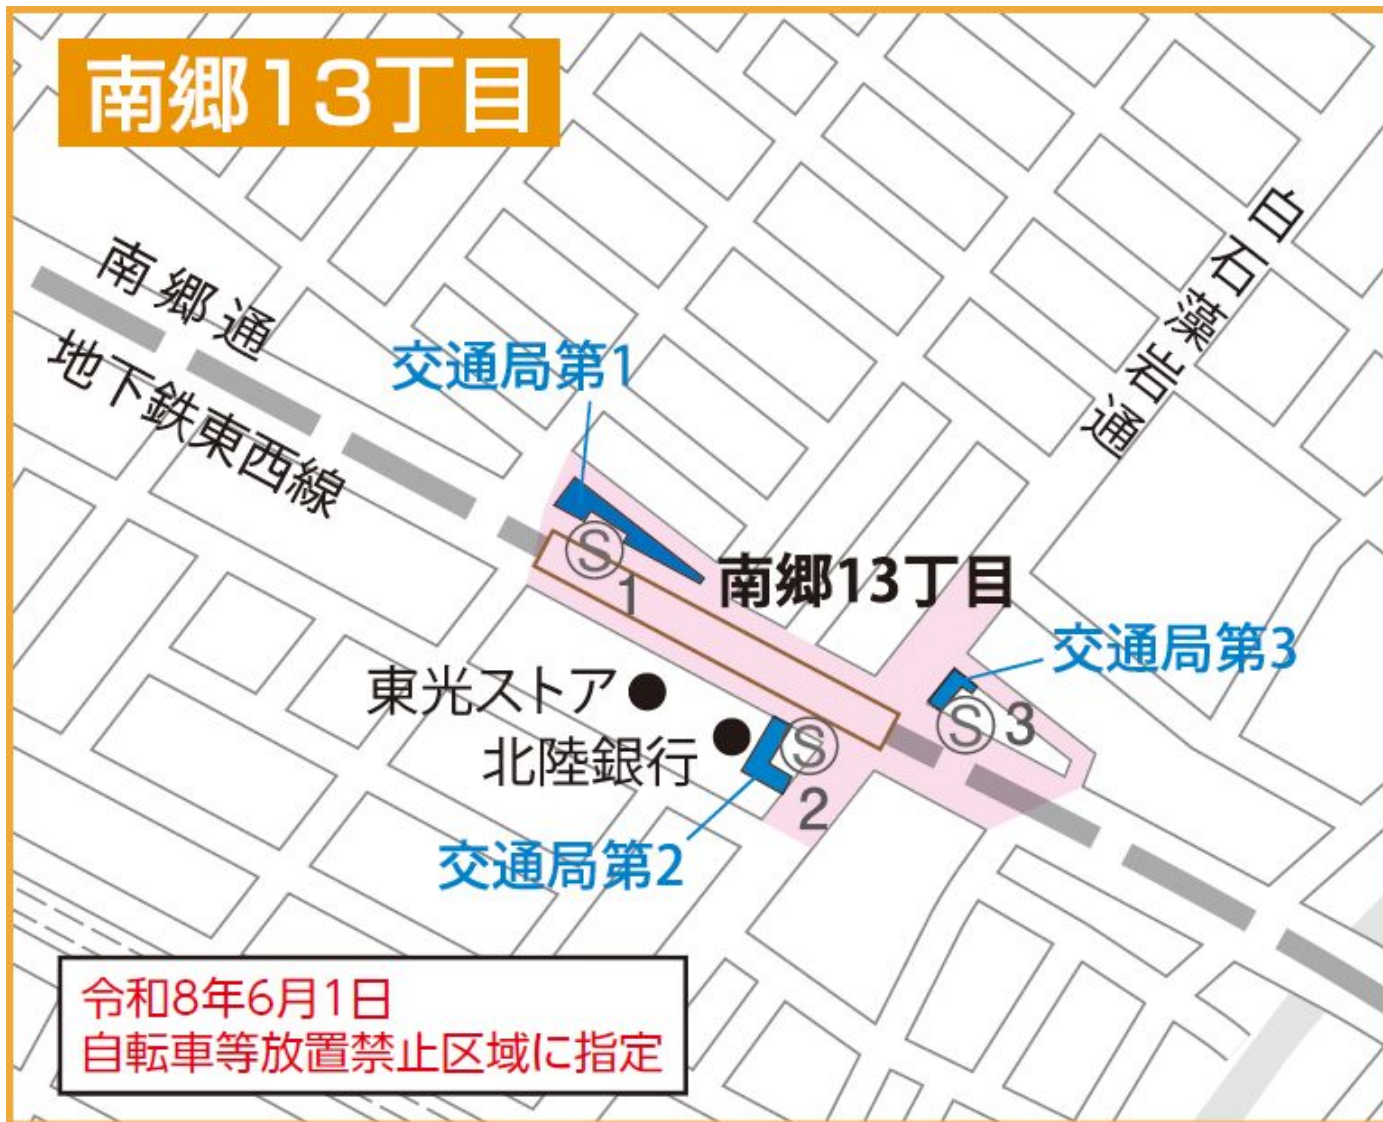 南郷13丁目
白石藻岩通
南郷通
地下鉄東西線
交通局第1
S
1
南郷13丁目
交通局第3
S 3
東光ストア
北陸銀行
S
2
交通局第2
令和8年6月1日
自転車等放置禁止区域に指定